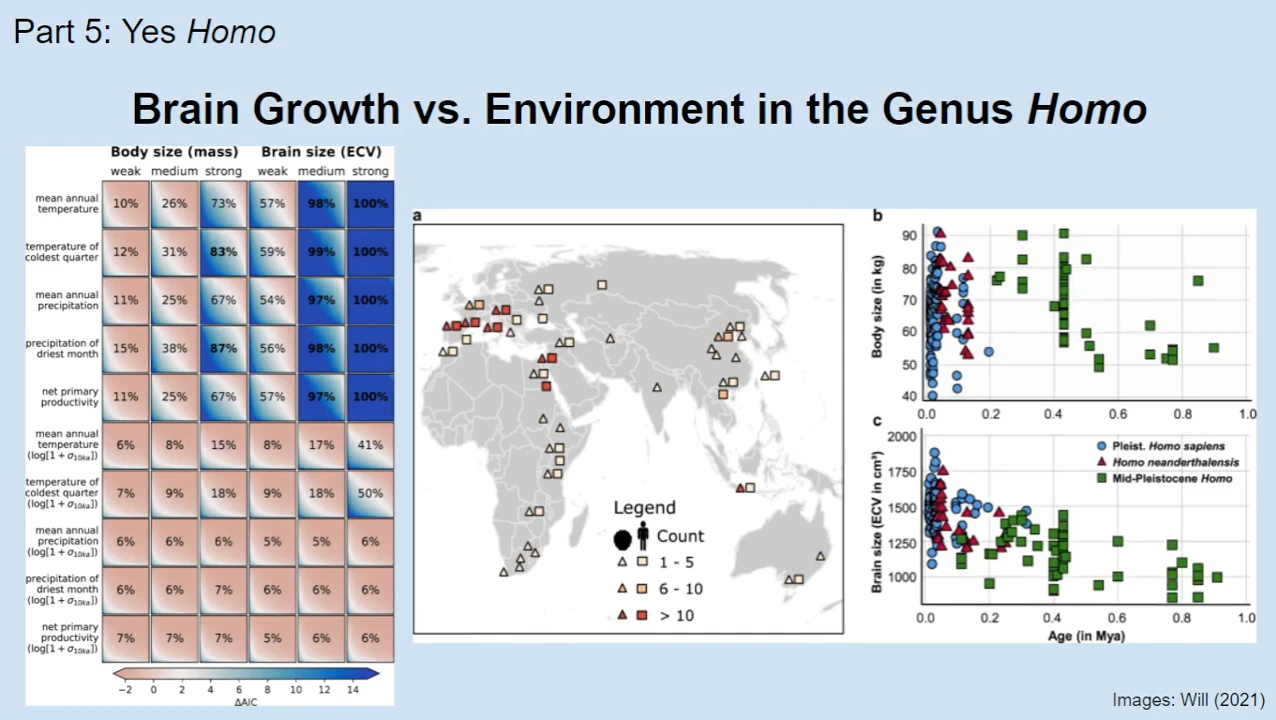 Part 5: Yes Homo
Brain Growth vs. Environment in the Genus Homo
Body size (mass) Brain size (ECV)
weak medium strong weak medium strong
mean annual
temperature
10% 26% 73% 57% 98% 100%
temperature of
coldest quarter
12% 31% 83% 59% 99% 100%
mean annual
precipitation
11% 25% 67% 54% 97% 100%
precipitation of
driest month
15% 38% 87% 56% 98% 100%
net primary
productivity
11% 25% 67% 57% 97% 100%
mean annual
temperature
(log[1 + σ10ka])
6% 8% 15% 8% 17% 41%
temperature of
coldest quarter
(log[1 + σ10ka])
7% 9% 18% 9% 18% 50%
mean annual
precipitation
(log[1 + σ10ka])
6% 6% 6% 5% 5% 6%
precipitation of
driest month
(log[1 + σ10ka])
6% 6% 7% 6% 6% 6%
net primary
productivity
(log[1 + σ10ka])
7% 7% 7% 5% 6% 6%
−2 0 2 4 6 8 10 12 14
ΔAIC
a
Legend
Count
1 - 5
6 - 10
> 10
b
Body size (in kg)
90
80
70
60
50
40
0.0 0.2 0.4 0.6 0.8 1.0
c
Brain size (ECV in cm³)
2000
1750
1500
1250
1000
Pleist. Homo sapiens
Homo neanderthalensis
Mid-Pleistocene Homo
0.0 0.2 0.4 0.6 0.8 1.0
Age (in Mya)
Images: Will (2021)